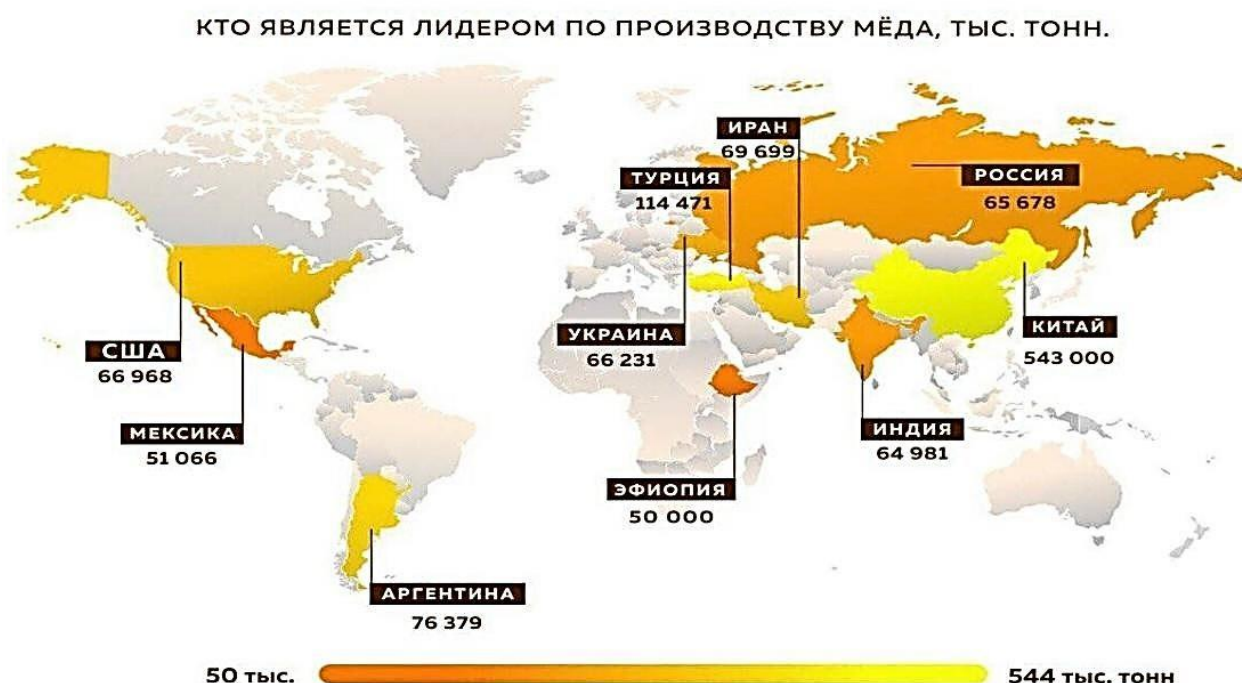 КТО ЯВЛЯЕТСЯ ЛИДЕРОМ ПО ПРОИЗВОДСТВУ МЁДА, ТЫС. ТОНН.
ИРАН
69 699
ТУРЦИЯ
114 471
РОССИЯ
65 678
УКРАИНА
66 231
КИТАЙ
543 000
США
66 968
МЕКСИКА
51 066
ИНДИЯ
64 981
ЭФИОПИЯ
50 000
АРГЕНТИНА
76 379
50 тыс.
544 тыс. тонн